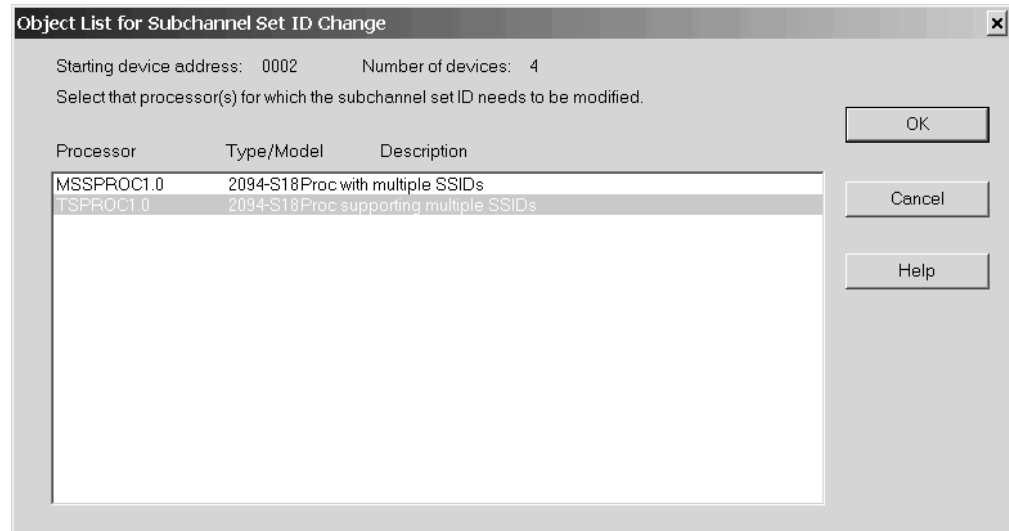 Object List for Subchannel Set ID Change
Starting device address: 0002 Number of devices: 4
Select that processor(s) for which the subchannel set ID needs to be modified.
OK
Processor Type/Model Description
MSSPROC1.0 2094-S18Proc with multiple SSIDs
TSPROC1.0 2094-S18Proc supporting multiple SSIDs
Cancel
Help